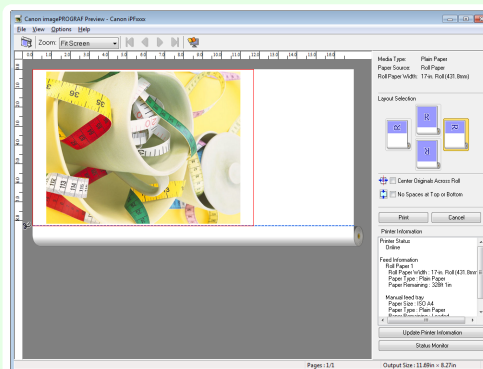 Canon imagePROGRAF Preview - Canon iPFxxxx
File View Options Help
Zoom: Fit Screen
Media Type: Plain Paper
Paper Source: Roll Paper
Roll Paper Width: 17-in. Roll(431.8mm)
Layout Selection
Center Originals Across Roll
No Spaces at Top or Bottom
Print Cancel
Printer Information
Printer Status
Online
Feed Information
Roll Paper 1
Roll Paper Width : 17-in. Roll(431.8mm
Paper Type : Plain Paper
Paper Remaining : 328ft 1in
Manual feed tray
Paper Size : ISO A4
Paper Type : Plain Paper
Update Printer Information
Status Monitor
Pages : 1/1 Output Size : 11.69in × 8.27in